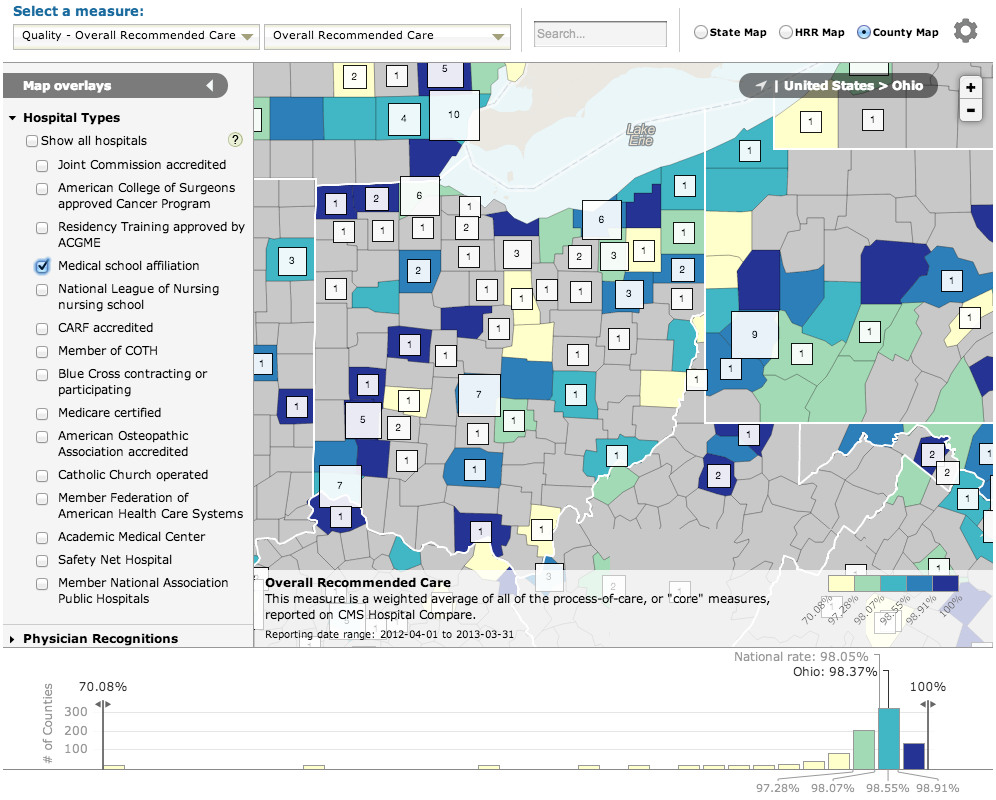 Select a measure:
Quality - Overall Recommended Care
Overall Recommended Care
Search...
State Map
HRR Map
County Map
Map overlays
Hospital Types
Show all hospitals
?
Joint Commission accredited
American College of Surgeons
approved Cancer Program
Residency Training approved by
ACGME
Medical school affiliation
National League of Nursing
nursing school
CARF accredited
Member of COTH
Blue Cross contracting or
participating
Medicare certified
American Osteopathic
Association accredited
Catholic Church operated
Member Federation of
American Health Care Systems
Academic Medical Center
Safety Net Hospital
Member National Association
Public Hospitals
Physician Recognitions
| United States > Ohio
+
-
Lake
Erie
2 1 5
4 10
1 1
1
1 2 6 1
1
1 1 1 2
6
1
3
1 3 2 3 1
2
2
1 1 1 1 1 3 1
1
1
9
1
1
1
1
1 1 1
1
1
1 1
1
1
1 7 1
5 2
1
1
1
7
1
1
1
1
1
2
2
2
1
1
1
1
3
2
1
1
Overall Recommended Care
This measure is a weighted average of all of the process-of-care, or "core" measures,
reported on CMS Hospital Compare.
Reporting date range: 2012-04-01 to 2013-03-31
70.08%
97.28%
98.07%
98.55%
98.91%
100%
National rate: 98.05%
Ohio: 98.37%
70.08%
100%
# of Counties
300
200
100
97.28% 98.07% 98.55% 98.91%